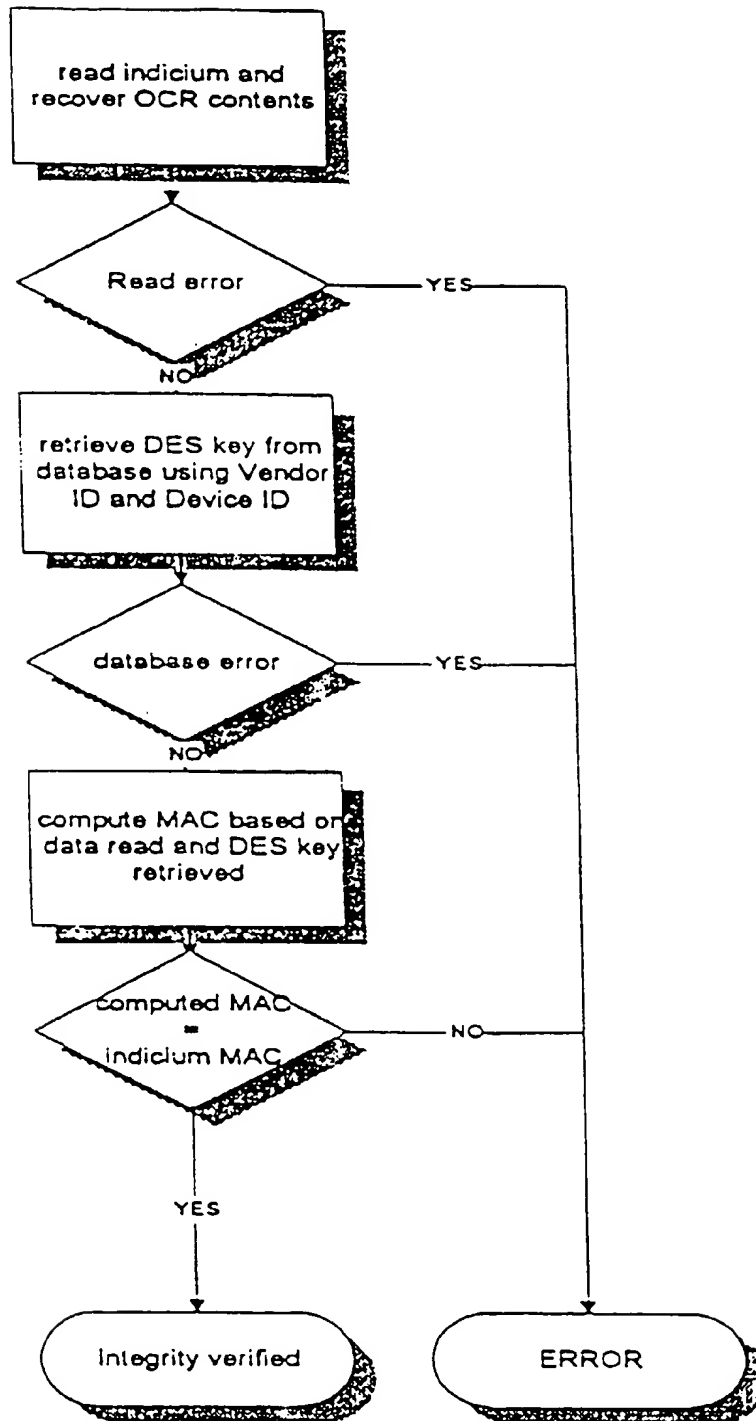 read indicium and
recover OCR contents
Read error
YES
NO
retrieve DES key from
database using Vendor
ID and Device ID
database error
YES
NO
compute MAC based on
data read and DES key
retrieved
computed MAC
=
indicium MAC
NO
YES
Integrity verified
ERROR